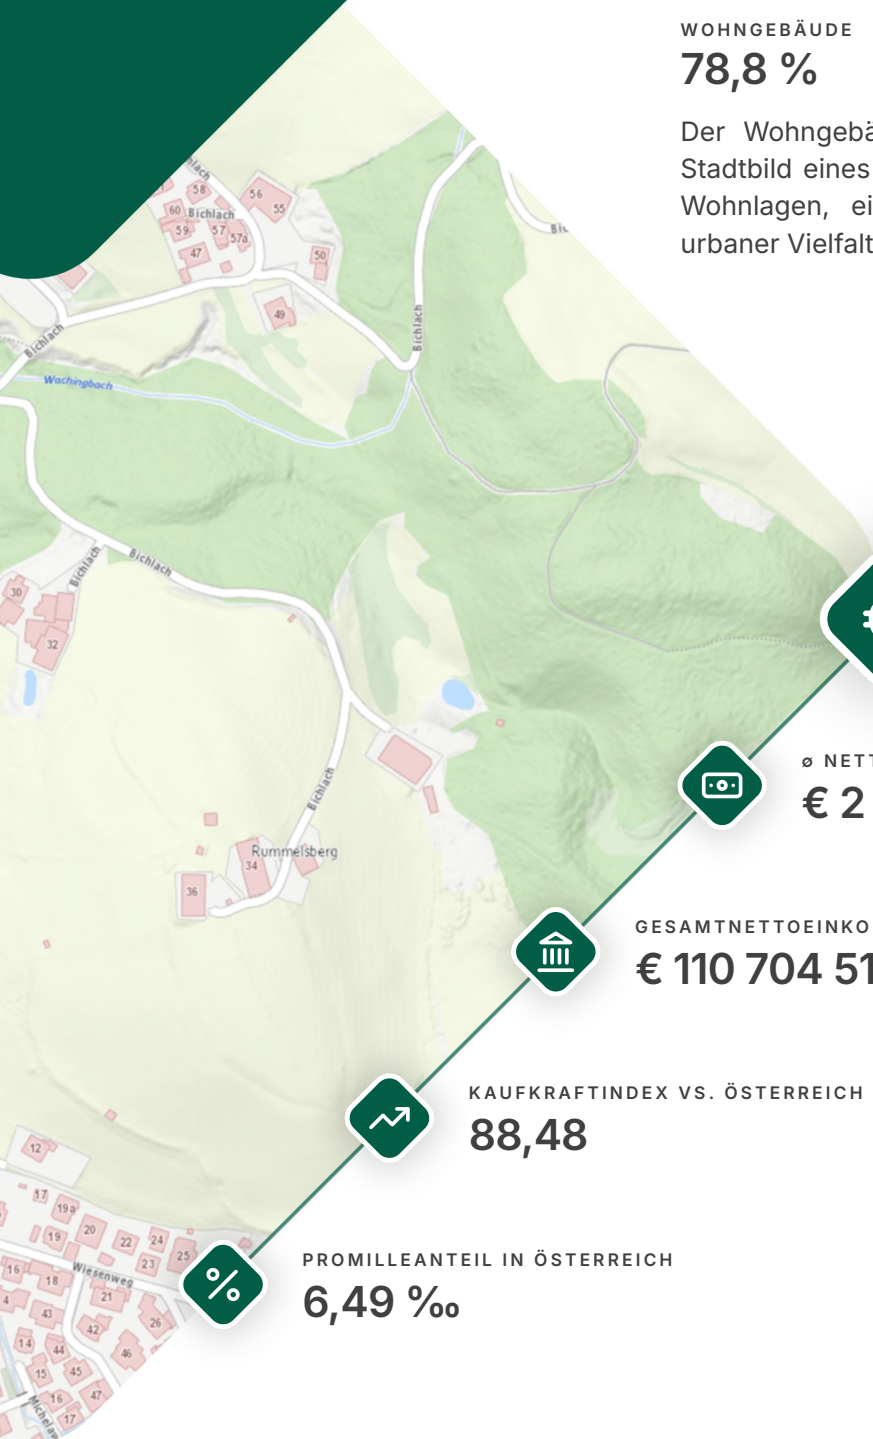 WOHNGEBÄUDE
78,8 %
Der Wohngebä
Stadtbild eines
Wohnlagen, ei
urbaner Vielfalt
58
56
55
60
Bichlach
59
57
57a
47
50
49
Bichlach
Bichlach
Wachingbach
Bichlach
Bichlach
30
32
ø NETT
€ 2
Bichlach
Rummelsberg
34
36
GESAMTNETTOEINKO
€ 110 704 51
KAUFKRAFTINDEX VS. ÖSTERREICH
88,48
12
17
19a
20
19
22
24
23
25
PROMILLEANTEIL IN ÖSTERREICH
6,49 ‰
Wiesenweg
16
18
21
4
43
42
26
14
44
46
15
45
16
47
17
Michelaw